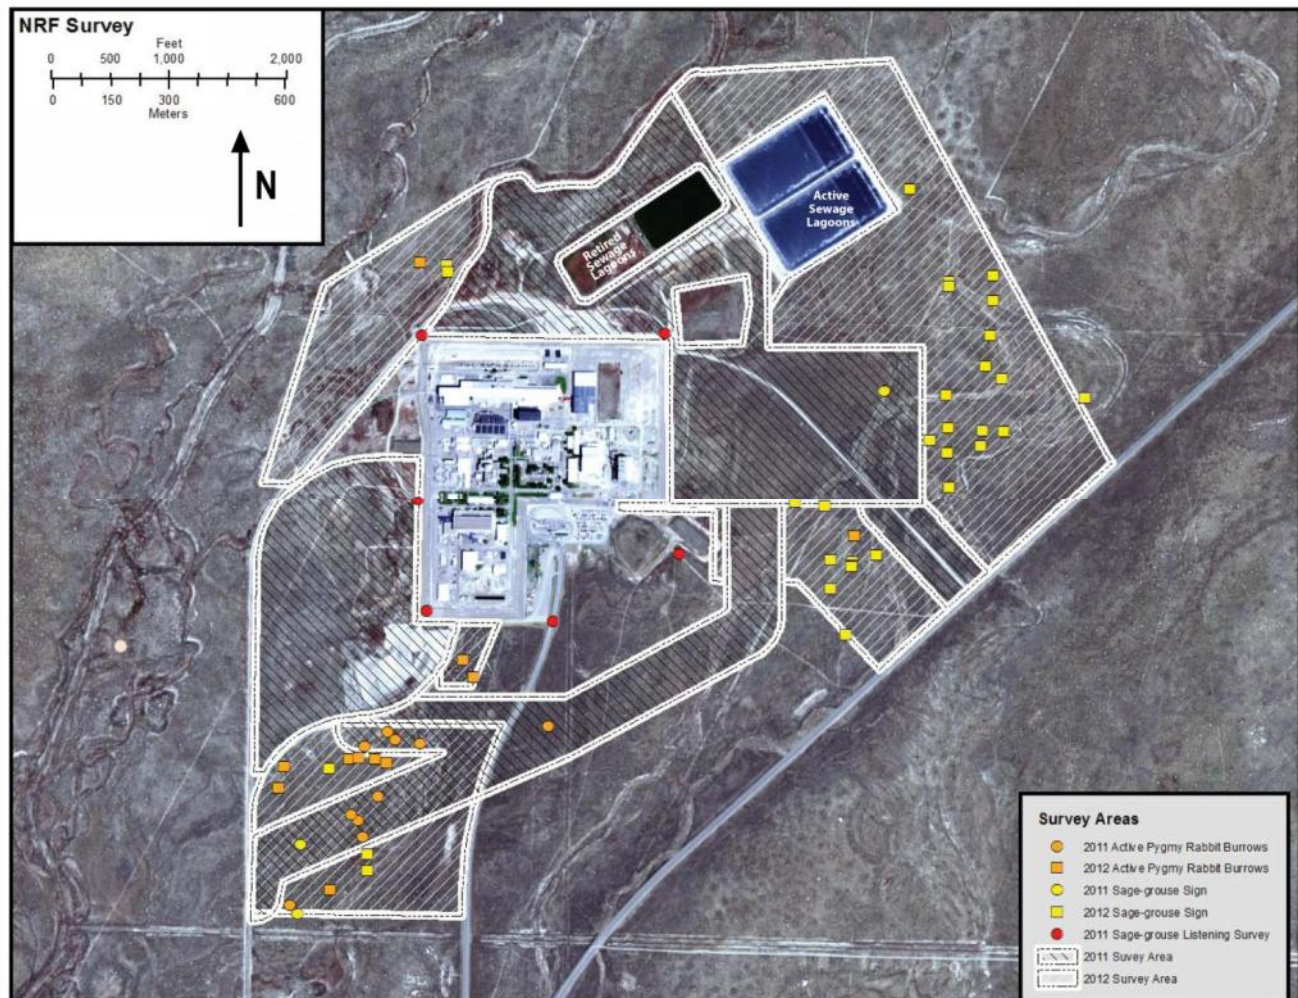 NRF Survey
Feet
0 500 1,000 2,000
0 150 300 600
Meters
N
Active
Sewage
Lagoons
Retired
Sewage
Lagoons
Survey Areas
2011 Active Pygmy Rabbit Burrows
2012 Active Pygmy Rabbit Burrows
2011 Sage-grouse Sign
2012 Sage-grouse Sign
2011 Sage-grouse Listening Survey
2011 Suvey Area
2012 Survey Area